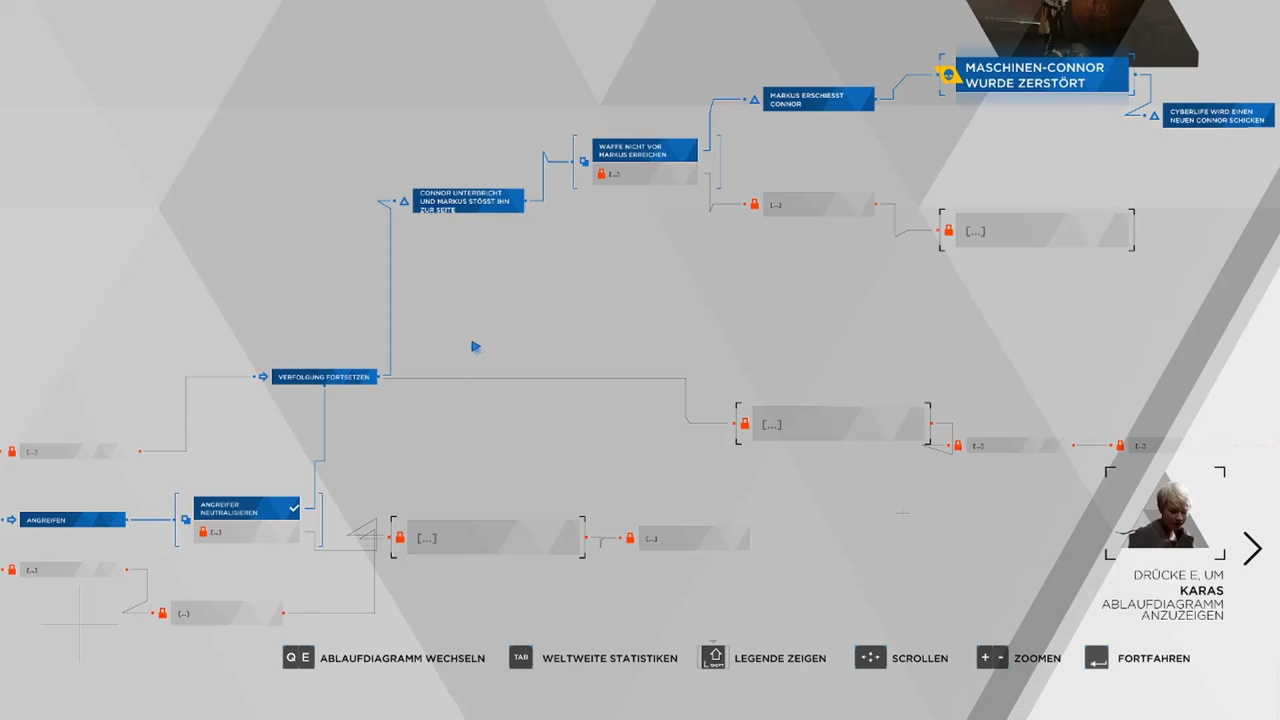 MASCHINEN-CONNOR
WURDE ZERSTÖRT
MARKUS ERSCHIESST
CONNOR
CYBERLIFE WIRD EINEN
NEUEN CONNOR SCHICKEN
WAFFE NICHT VOR
MARKUS ERREICHEN
[...]
CONNOR UNTERBRICHT
UND MARKUS STÖSST IHN
ZUR SEITE
[...]
[...]
VERFOLGUNG FORTSETZEN
[...]
[...]
[...]
[...]
ANGREIFEN
ANGREIFER
NEUTRALISIEREN
[...]
[...]
[...]
[...]
[...]
DRÜCKE E, UM
KARAS
ABLAUFDIAGRAMM
ANZUZEIGEN
Q E ABLAUFDIAGRAMM WECHSELN
TAB WELTWEITE STATISTIKEN
L. SHIFT LEGENDE ZEIGEN
SCROLLEN
+ - ZOOMEN
FORTFAHREN